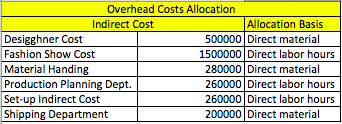 Overhead Costs Allocation
Indirect Cost Allocation Basis
Desigghner Cost 500000 Direct material
Fashion Show Cost 1500000 Direct labor hours
Material Handing 280000 Direct material
Production Planning Dept. 260000 Direct labor hours
Set-up Indirect Cost 260000 Direct labor hours
Shipping Department 200000 Direct material